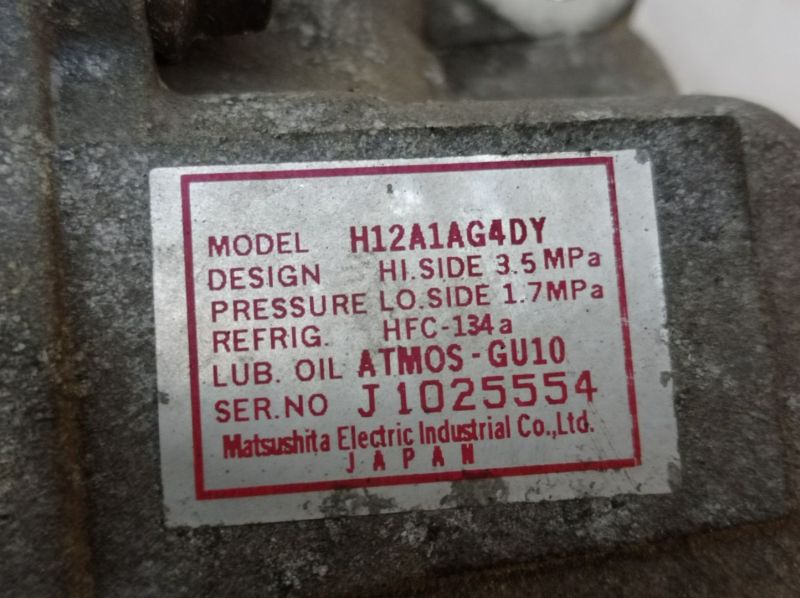 MODEL H12A1AG4DY
DESIGN HI.SIDE 3.5 MPa
PRESSURE LO.SIDE 1.7MPa
REFRIG. HFC-134a
LUB. OIL ATMOS-GU10
SER.NO J1025554
Matsushita Electric Industrial Co.,Ltd.
JAPAN